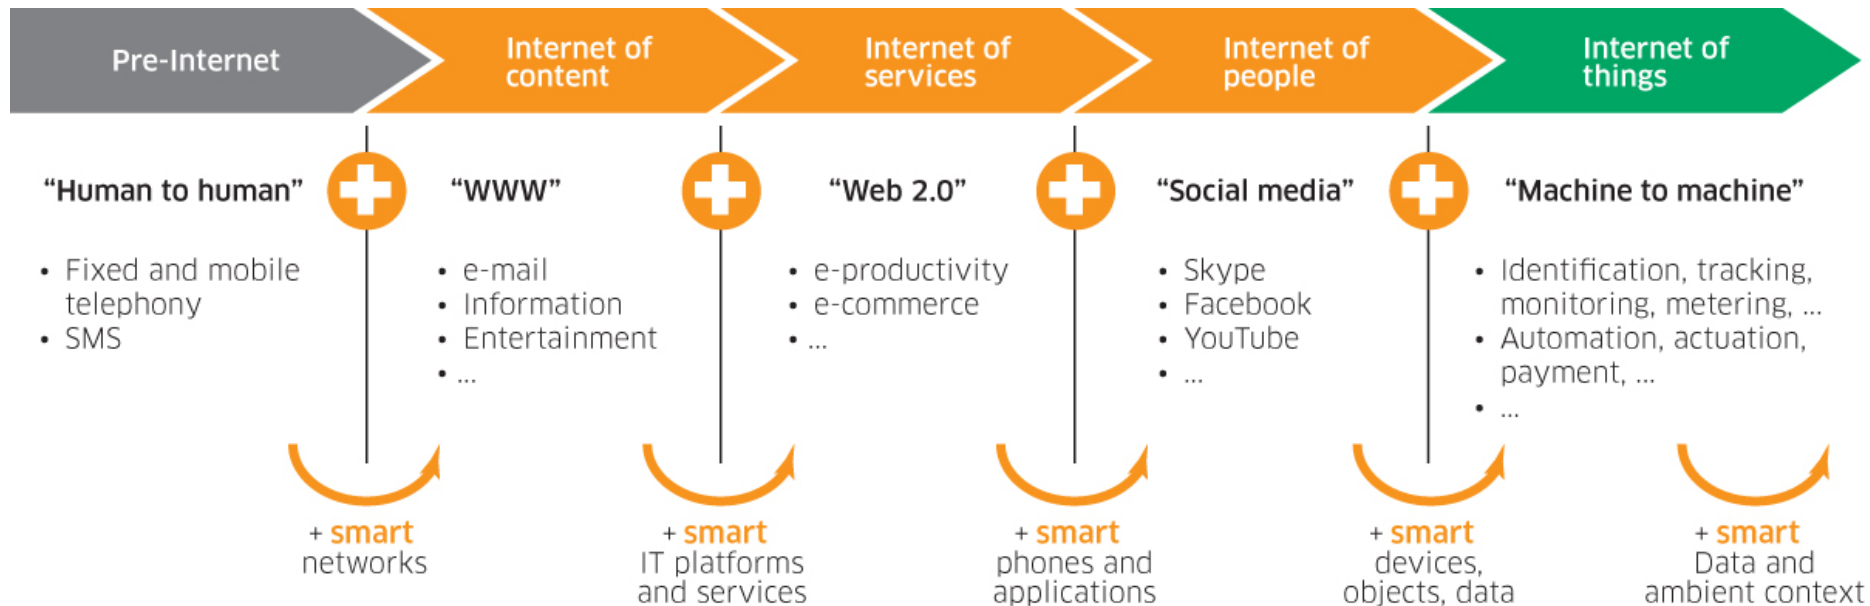 Pre-Internet
Internet of
content
Internet of
services
Internet of
people
Internet of
things
“Human to human”
• Fixed and mobile
telephony
• SMS
“WWW”
• e-mail
• Information
• Entertainment
• ...
“Web 2.0”
• e-productivity
• e-commerce
• ...
“Social media”
• Skype
• Facebook
• YouTube
• ...
“Machine to machine”
• Identification, tracking,
monitoring, metering, ...
• Automation, actuation,
payment, ...
• ...
+ smart
networks
+ smart
IT platforms
and services
+ smart
phones and
applications
+ smart
devices,
objects, data
+ smart
Data and
ambient context